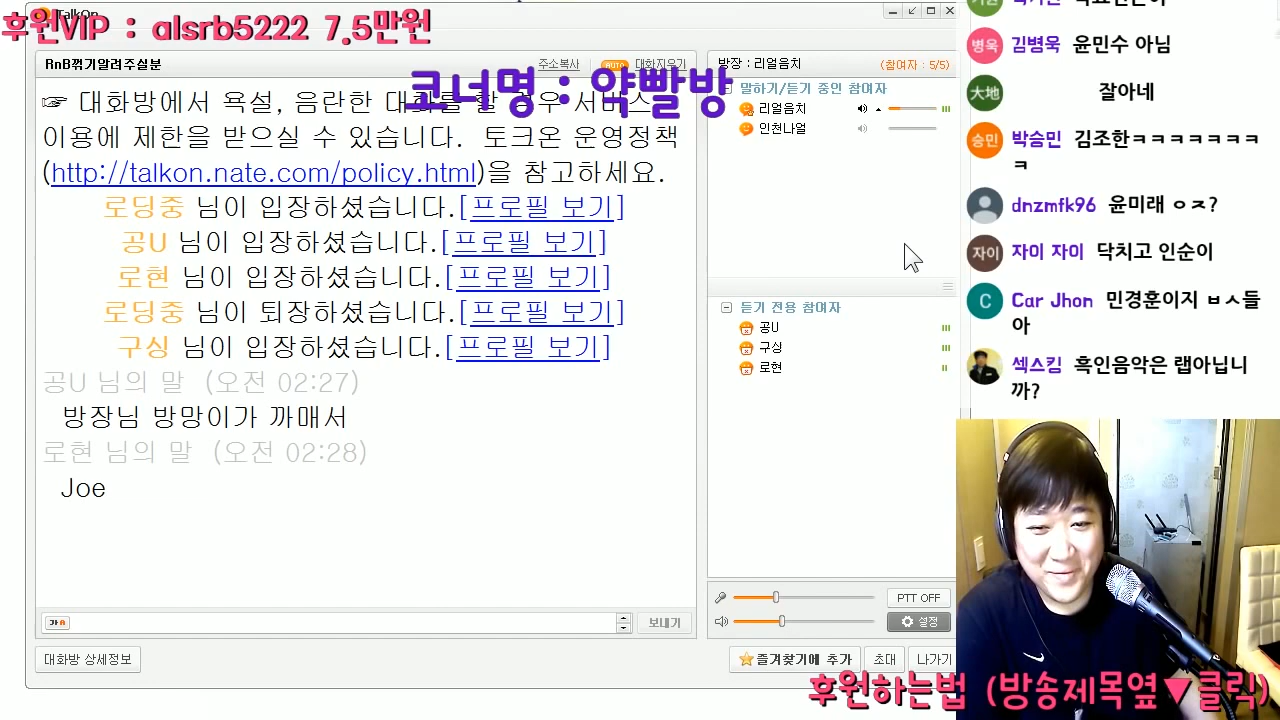 TalkOn
후원VIP : alsrb5222 7.5만원
RnB꺾기알려주실분
주소복사
AUTO 대화지우기
코너명 : 약빨방
☞ 대화방에서 욕설, 음란한 대화를 할 경우 서비스
이용에 제한을 받으실 수 있습니다. 토크온 운영정책
(http://talkon.nate.com/policy.html)을 참고하세요.
로딩중 님이 입장하셨습니다.[프로필 보기]
공U 님이 입장하셨습니다.[프로필 보기]
로현 님이 입장하셨습니다.[프로필 보기]
로딩중 님이 퇴장하셨습니다.[프로필 보기]
구싱 님이 입장하셨습니다.[프로필 보기]
공U 님의 말 (오전 02:27)
방장님 방망이가 까매서
로현 님의 말 (오전 02:28)
Joe
가A
보내기
대화방 상세정보
방장 : 리얼음치
(참여자 : 5/5)
말하기/듣기 중인 참여자
리얼음치
인천나얼
듣기 전용 참여자
공U
구싱
로현
PTT OFF
설정
즐겨찾기에 추가
초대
나가기
병욱 김병욱 윤민수 아님
大地 잘아네
승민 박승민 김조한ㅋㅋㅋㅋㅋㅋㅋ
ㅋ
dnzmfk96 윤미래 ㅇㅈ?
자이 자이 자이 닥치고 인순이
C Car Jhon 민경훈이지 ㅂㅅ들
아
섹스킹 흑인음악은 랩아닙니
까?
후원하는법 (방송제목옆▼클릭)